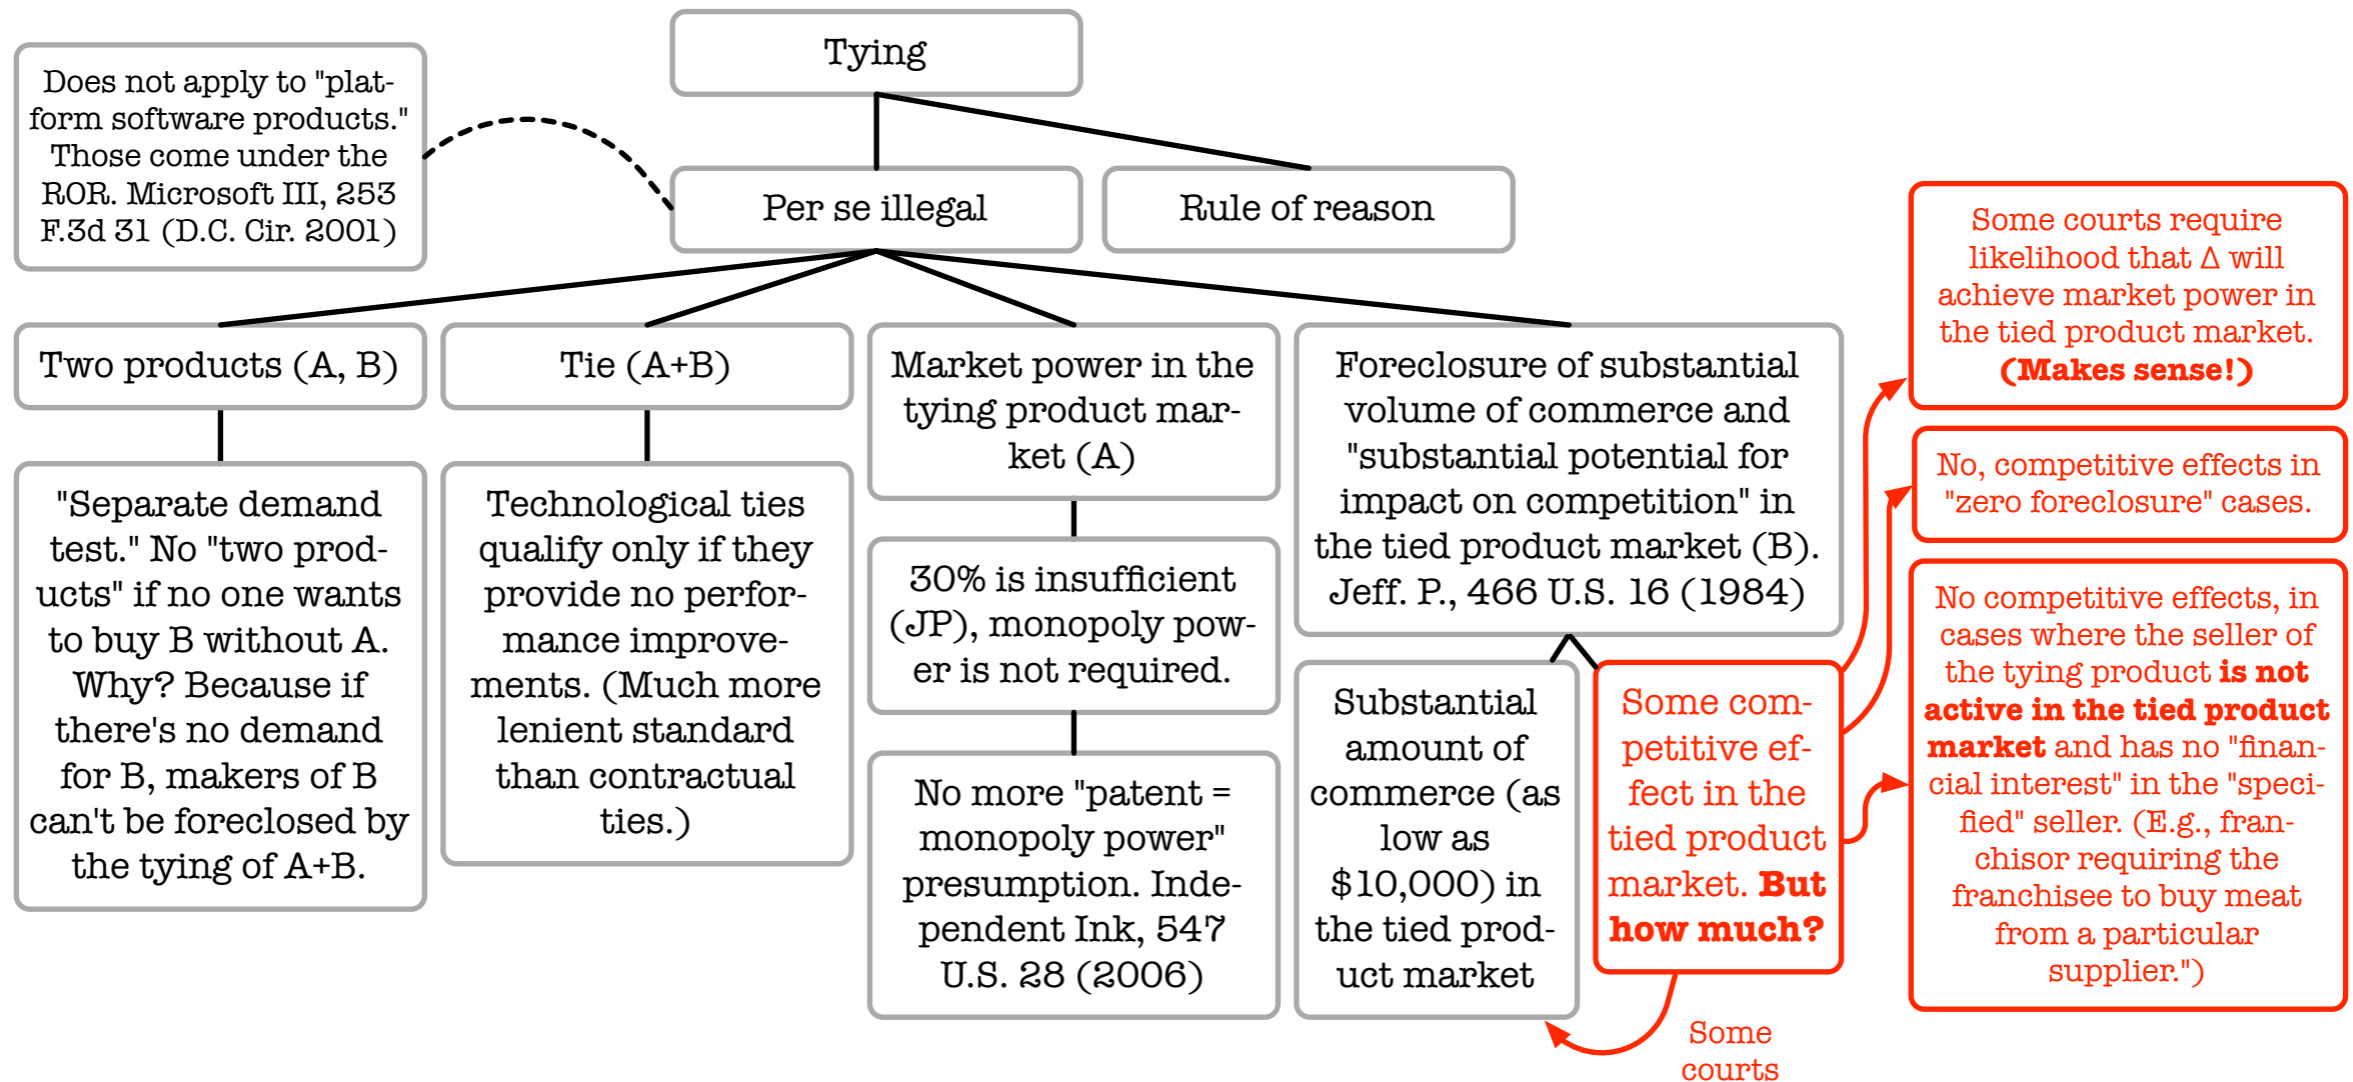 Tying
Does not apply to "plat-
form software products."
Those come under the
ROR. Microsoft III, 253
F.3d 31 (D.C. Cir. 2001)
Per se illegal
Rule of reason
Two products (A, B)
"Separate demand
test." No "two prod-
ucts" if no one wants
to buy B without A.
Why? Because if
there's no demand
for B, makers of B
can't be foreclosed by
the tying of A+B.
Tie (A+B)
Technological ties
qualify only if they
provide no perfor-
mance improve-
ments. (Much more
lenient standard
than contractual
ties.)
Market power in the
tying product mar-
ket (A)
30% is insufficient
(JP), monopoly pow-
er is not required.
No more "patent =
monopoly power"
presumption. Inde-
pendent Ink, 547
U.S. 28 (2006)
Foreclosure of substantial
volume of commerce and
"substantial potential for
impact on competition" in
the tied product market (B).
Jeff. P., 466 U.S. 16 (1984)
Substantial
amount of
commerce (as
low as
$10,000) in
the tied prod-
uct market
Some com-
petitive ef-
fect in the
tied product
market. But
how much?
Some
courts
Some courts require
likelihood that Δ will
achieve market power in
the tied product market.
(Makes sense!)
No, competitive effects in
"zero foreclosure" cases.
No competitive effects, in
cases where the seller of
the tying product is not
active in the tied product
market and has no "finan-
cial interest" in the "speci-
fied" seller. (E.g., fran-
chisor requiring the
franchisee to buy meat
from a particular
supplier.")